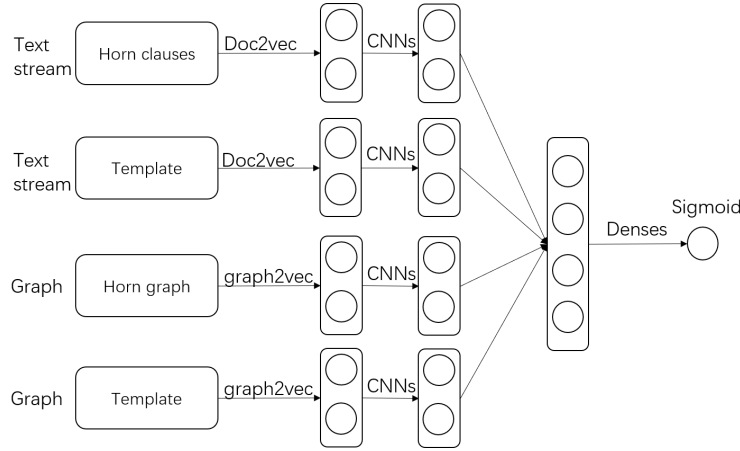 Text
stream
Horn clauses
Doc2vec
CNNs
Text
stream
Template
Doc2vec
CNNs
Sigmoid
Denses
Graph
Horn graph
graph2vec
CNNs
Graph
Template
graph2vec
CNNs